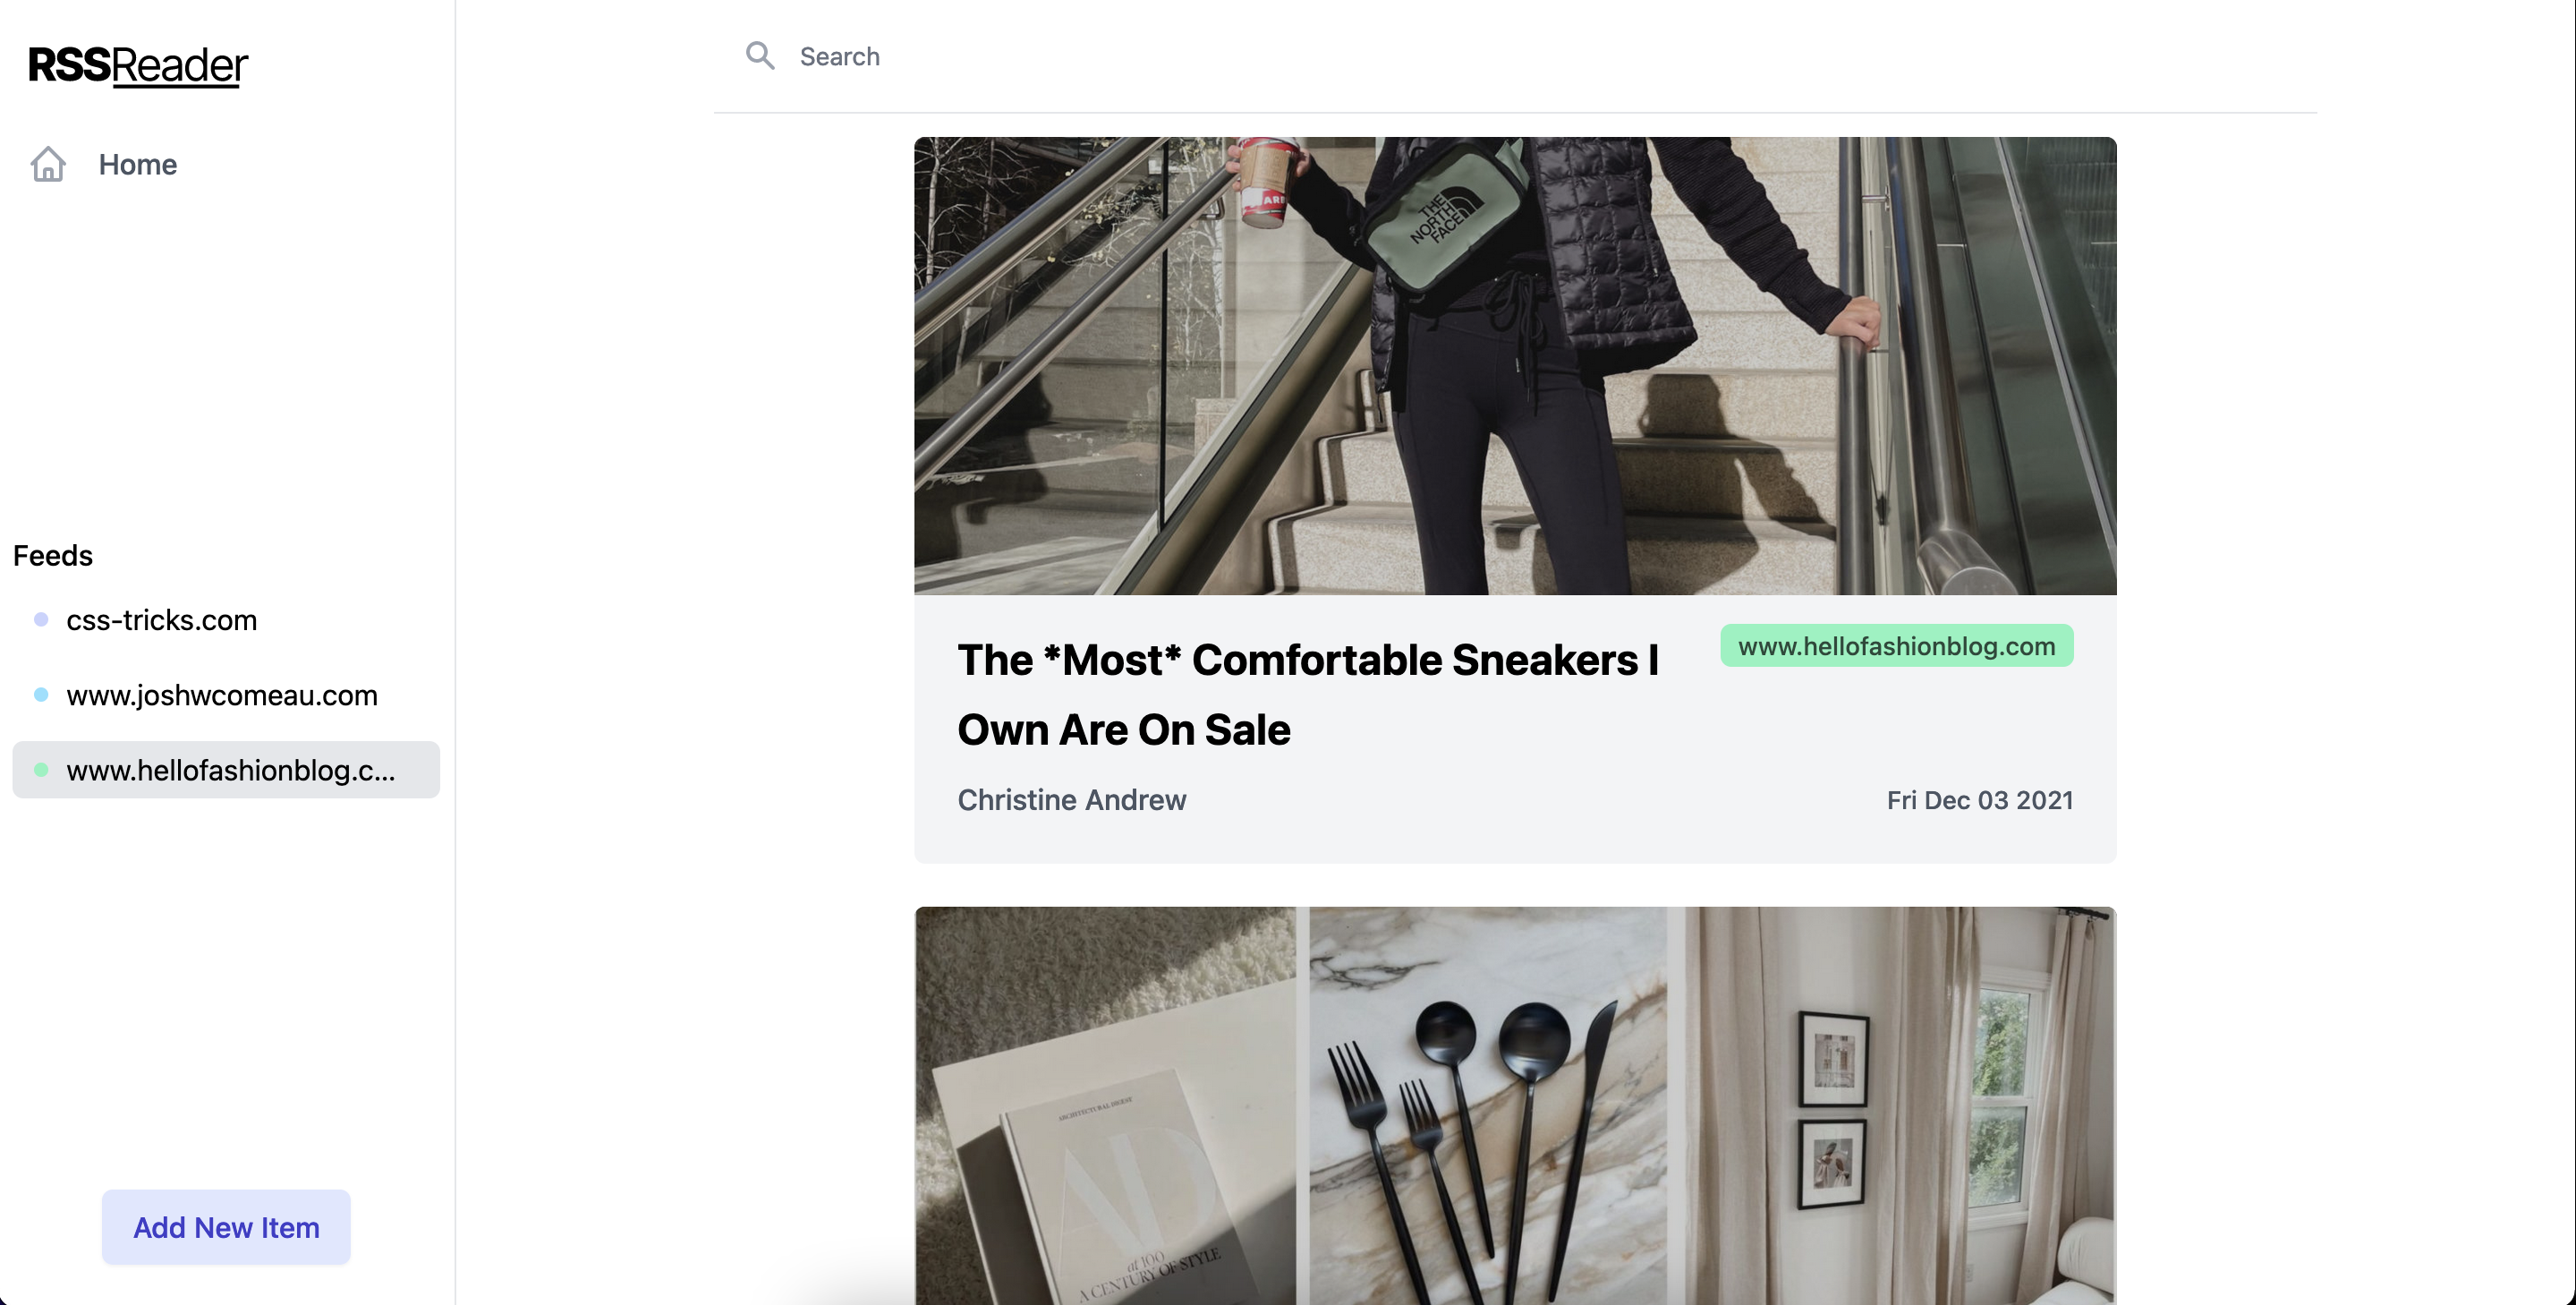 RSSReader
Home
Feeds
css-tricks.com
www.joshwcomeau.com
www.hellofashionblog.c...
Add New Item
Search
THE
NORTH
FACE
The *Most* Comfortable Sneakers I
Own Are On Sale
www.hellofashionblog.com
Christine Andrew
Fri Dec 03 2021
ARCHITECTURAL DIGEST
AD
at 100
A CENTURY OF STYLE